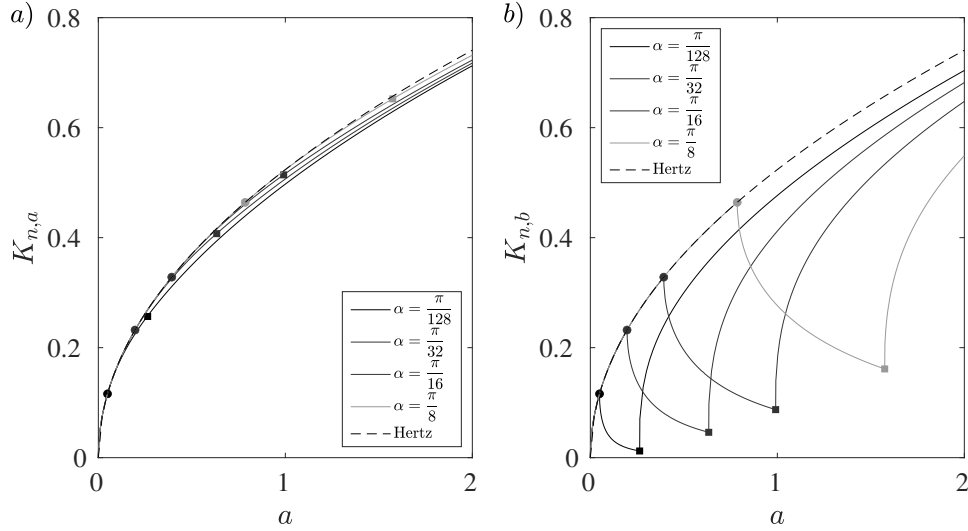 a)
0.8
0.6
0.4
0.2
0
0
1
2
K_{n,a}
a
α = π/128
α = π/32
α = π/16
α = π/8
Hertz
b)
0.8
0.6
0.4
0.2
0
0
1
2
K_{n,b}
a
α = π/128
α = π/32
α = π/16
α = π/8
Hertz